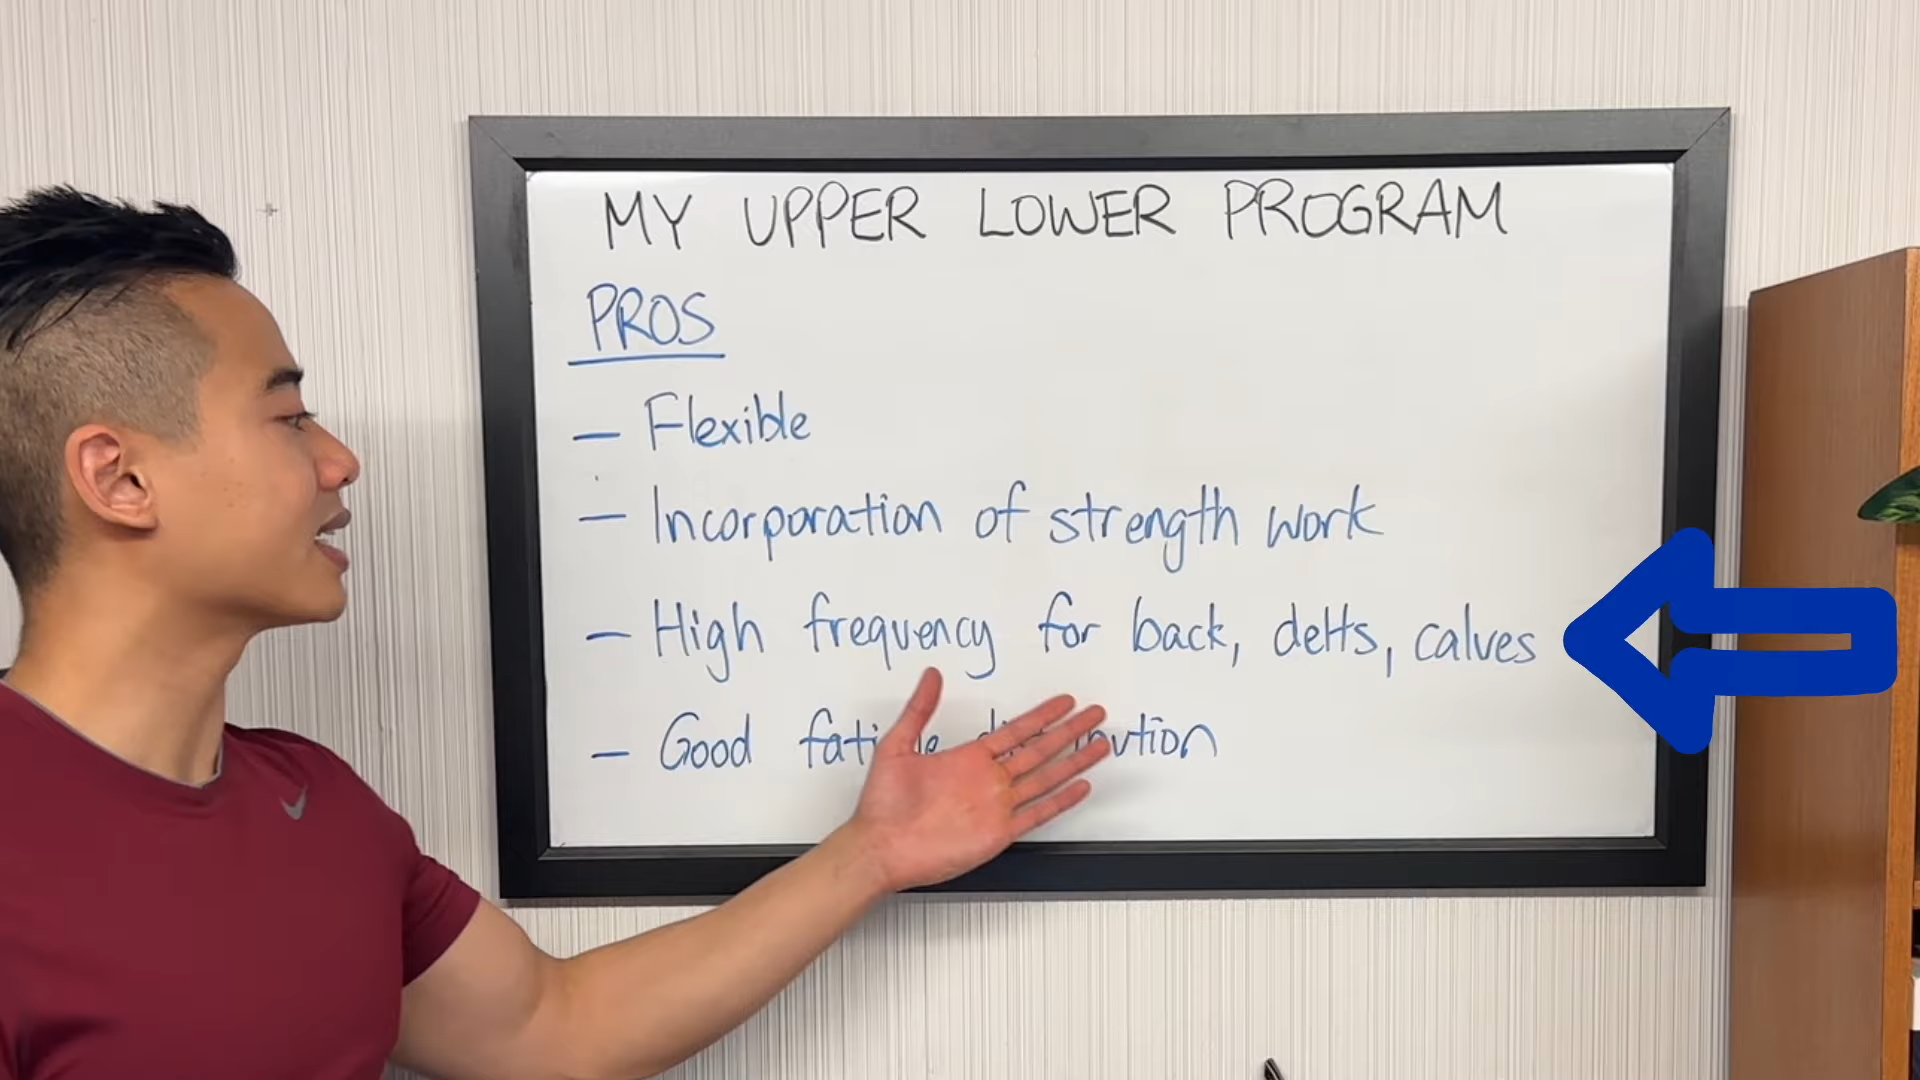 MY UPPER LOWER PROGRAM
PROS
– Flexible
– Incorporation of strength work
– High frequency for back, delts, calves
– Good